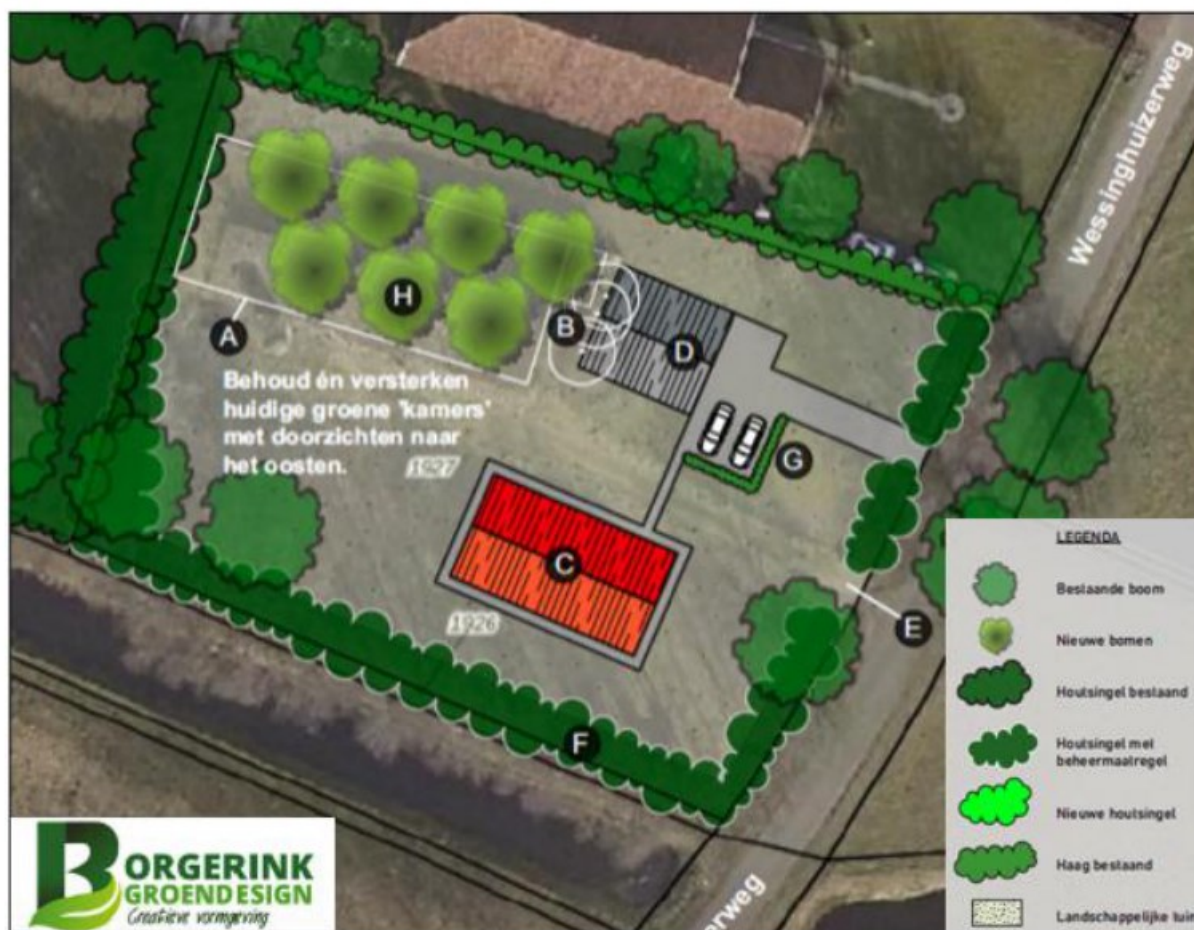 Wessinghuizerweg
H
A
B
D
Behoud én versterken
huidige groene 'kamers'
met doorzichten naar
het oosten.
1927
G
C
1926
E
F
LEGENDA
Bestaande boom
Nieuwe bomen
Houtsingel bestaand
Houtsingel met
beheermaatregel
Nieuwe houtsingel
Haag bestaand
Landschappelijke tuin
BORGERINK
GROENDESIGN
Creatieve vormgeving
erweg